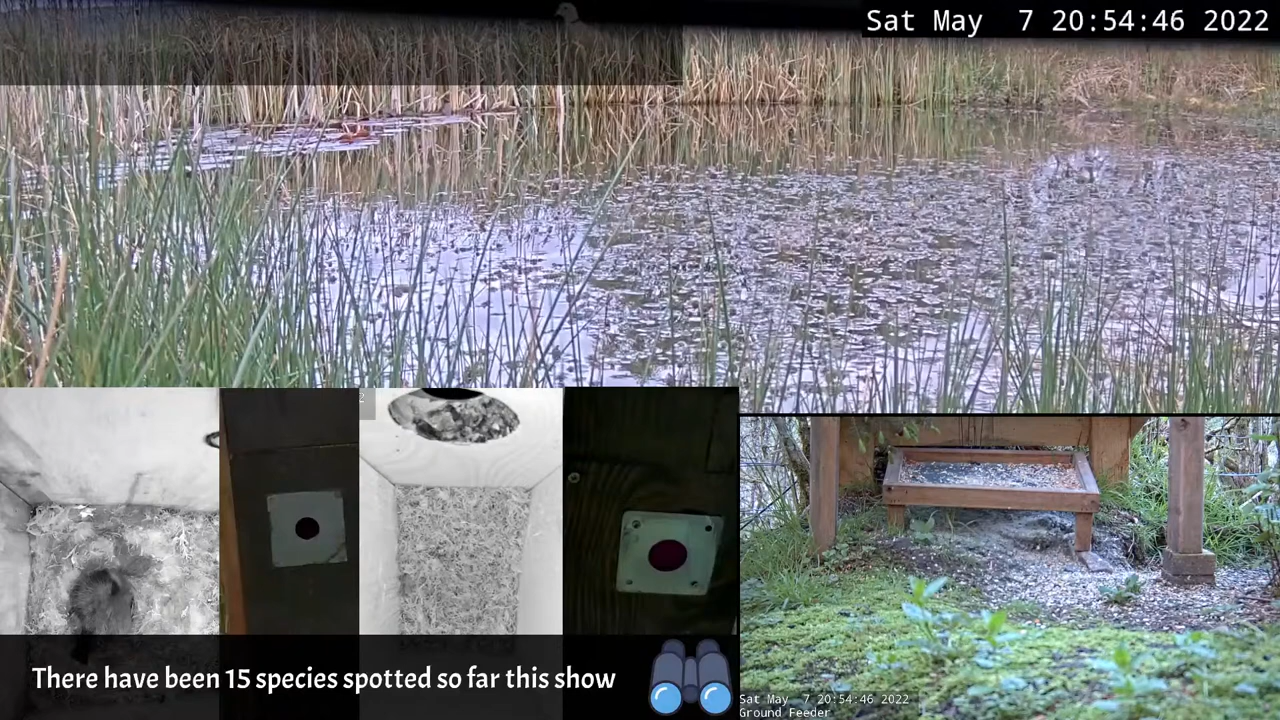 Sat May  7 20:54:46 2022
2
There have been 15 species spotted so far this show
Sat May  7 20:54:46 2022
Ground Feeder